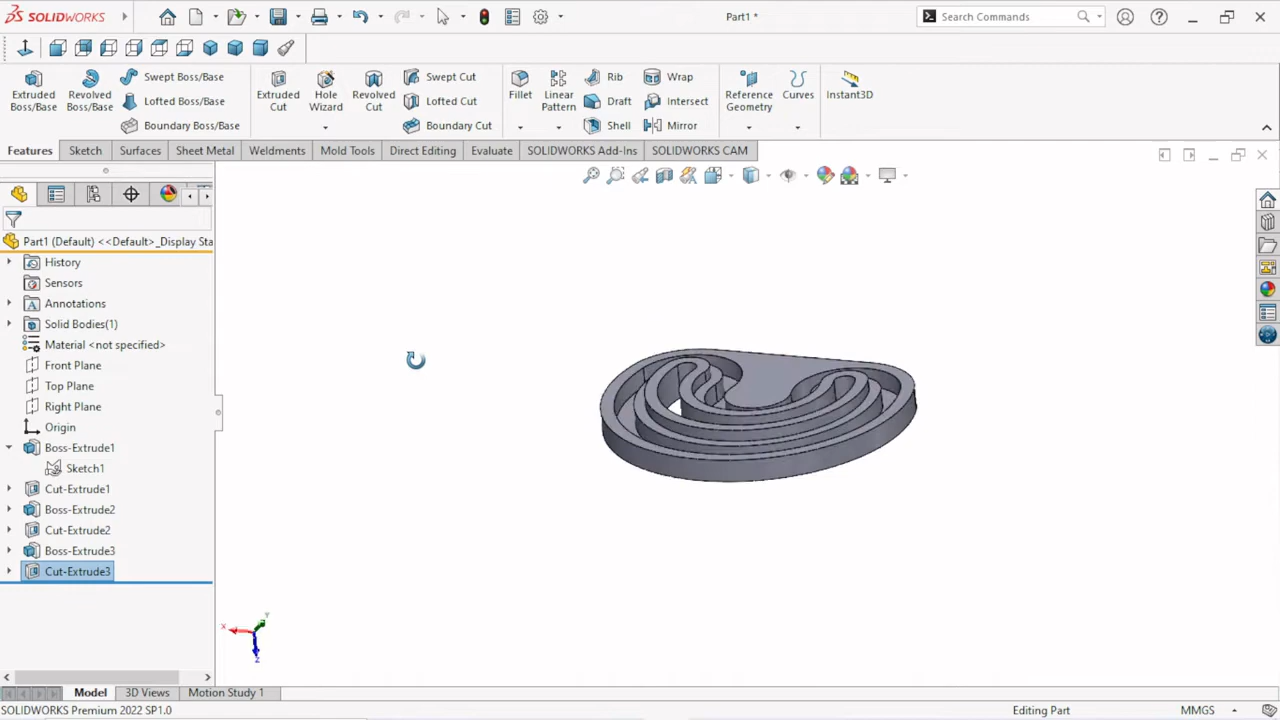 SOLIDWORKS
Part1 *
Search Commands
Extruded Boss/Base
Revolved Boss/Base
Swept Boss/Base
Lofted Boss/Base
Boundary Boss/Base
Extruded Cut
Hole Wizard
Revolved Cut
Swept Cut
Lofted Cut
Boundary Cut
Fillet
Linear Pattern
Rib
Draft
Shell
Wrap
Intersect
Mirror
Reference Geometry
Curves
Instant3D
Features
Sketch
Surfaces
Sheet Metal
Weldments
Mold Tools
Direct Editing
Evaluate
SOLIDWORKS Add-Ins
SOLIDWORKS CAM
Part1 (Default) <<Default>_Display Sta
History
Sensors
Annotations
Solid Bodies(1)
Material <not specified>
Front Plane
Top Plane
Right Plane
Origin
Boss-Extrude1
Sketch1
Cut-Extrude1
Boss-Extrude2
Cut-Extrude2
Boss-Extrude3
Cut-Extrude3
X
Y
Z
Model
3D Views
Motion Study 1
SOLIDWORKS Premium 2022 SP1.0
Editing Part
MMGS